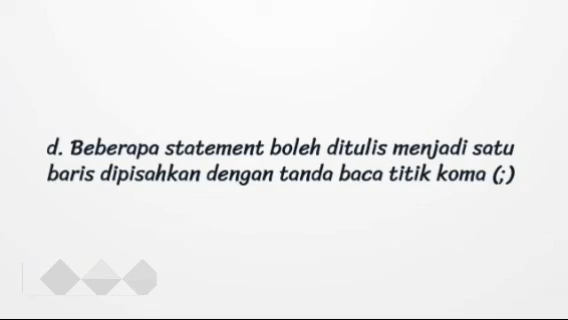 d. Beberapa statement boleh ditulis menjadi satu
baris dipisahkan dengan tanda baca titik koma (;)